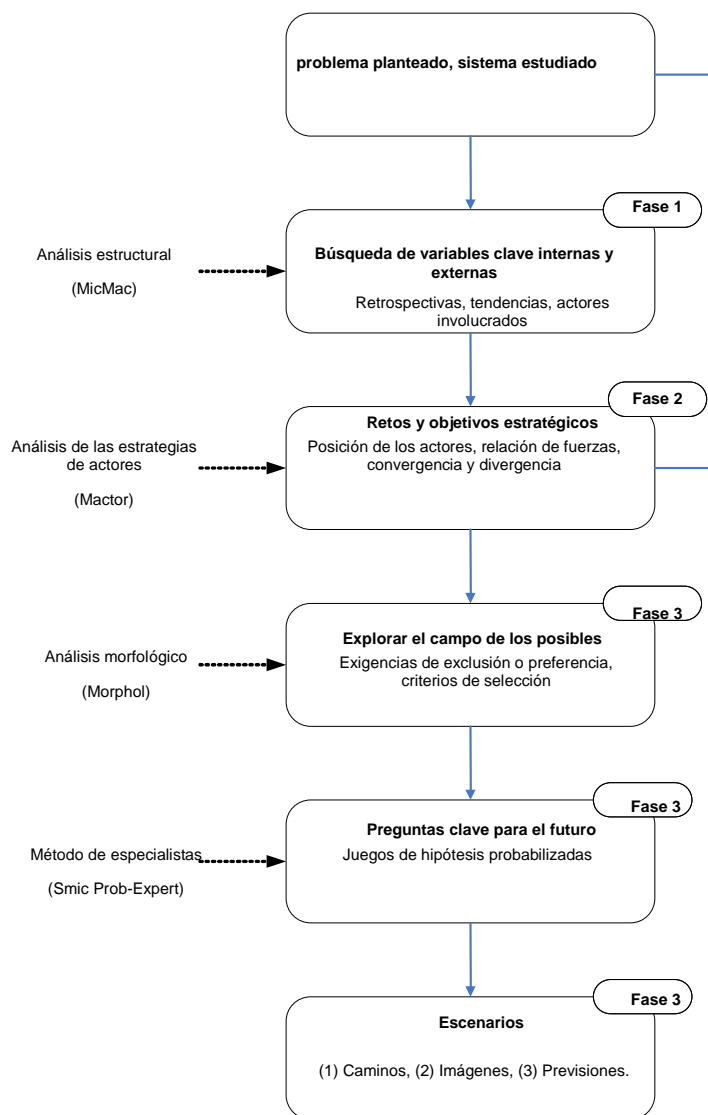 problema planteado, sistema estudiado
Fase 1
Análisis estructural
(MicMac)
Búsqueda de variables clave internas y
externas
Retrospectivas, tendencias, actores
involucrados
Fase 2
Análisis de las estrategias
de actores
(Mactor)
Retos y objetivos estratégicos
Posición de los actores, relación de fuerzas,
convergencia y divergencia
Fase 3
Análisis morfológico
(Morphol)
Explorar el campo de los posibles
Exigencias de exclusión o preferencia,
criterios de selección
Fase 3
Método de especialistas
(Smic Prob-Expert)
Preguntas clave para el futuro
Juegos de hipótesis probabilizadas
Fase 3
Escenarios
(1) Caminos, (2) Imágenes, (3) Previsiones.